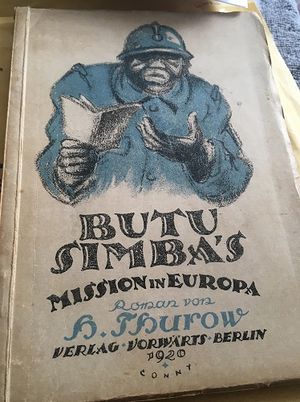 BUTU
SIMBA'S
MISSION IN EUROPA
Roman von
H. Thurow
VERLAG · VORWÄRTS · BERLIN
1920
CONNY